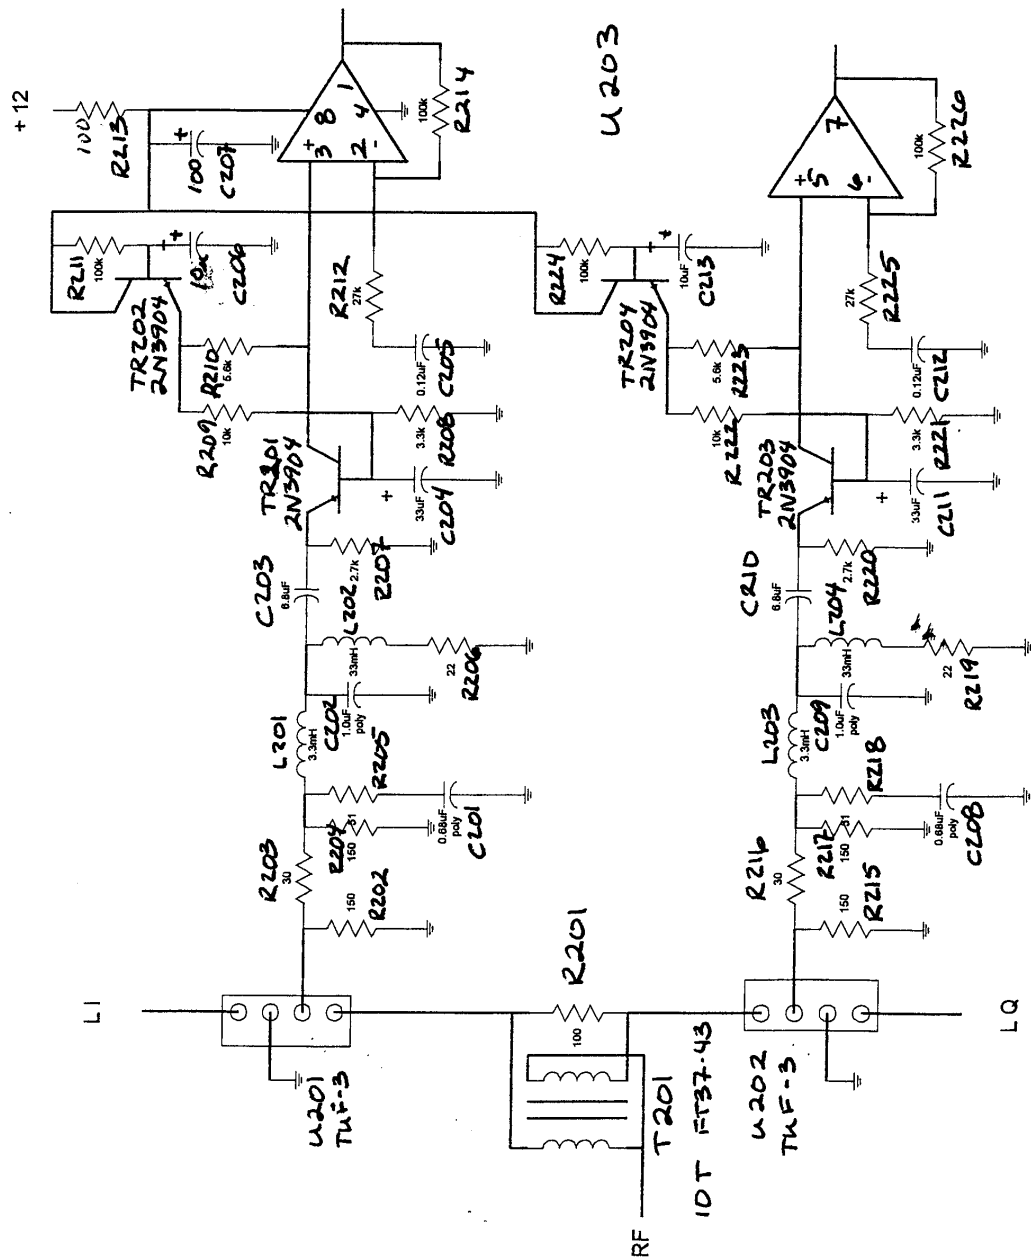 +12
100
R213
100
+
C207
8
+
3
1
2
-
4
100k
R214
U203
R211
100k
+
C206
TR202
2N3904
R210
5.6k
R209
10k
R212
27k
0.12uF
C205
3.3k
R208
TR201
2N3904
+
33uF
C204
C203
6.8uF
2.7k
R207
L202
33mH
22
R206
L201
3.3mH
C202
1.0uF
poly
R205
51
0.68uF
poly
C201
R203
30
R204
150
150
R202
LI
U201
TUF-3
R201
100
T201
10T FT37-43
RF
U202
TUF-3
LQ
R224
100k
+
10uF
C213
TR204
2N3904
5.6k
R223
10k
R222
+
5
7
6
-
100k
R226
27k
R225
0.12uF
C212
3.3k
R221
TR203
2N3904
+
33uF
C211
C210
6.8uF
2.7k
R220
L204
33mH
22
R219
L203
3.3mH
C209
1.0uF
poly
R218
51
0.68uF
poly
C208
R216
30
R217
150
150
R215